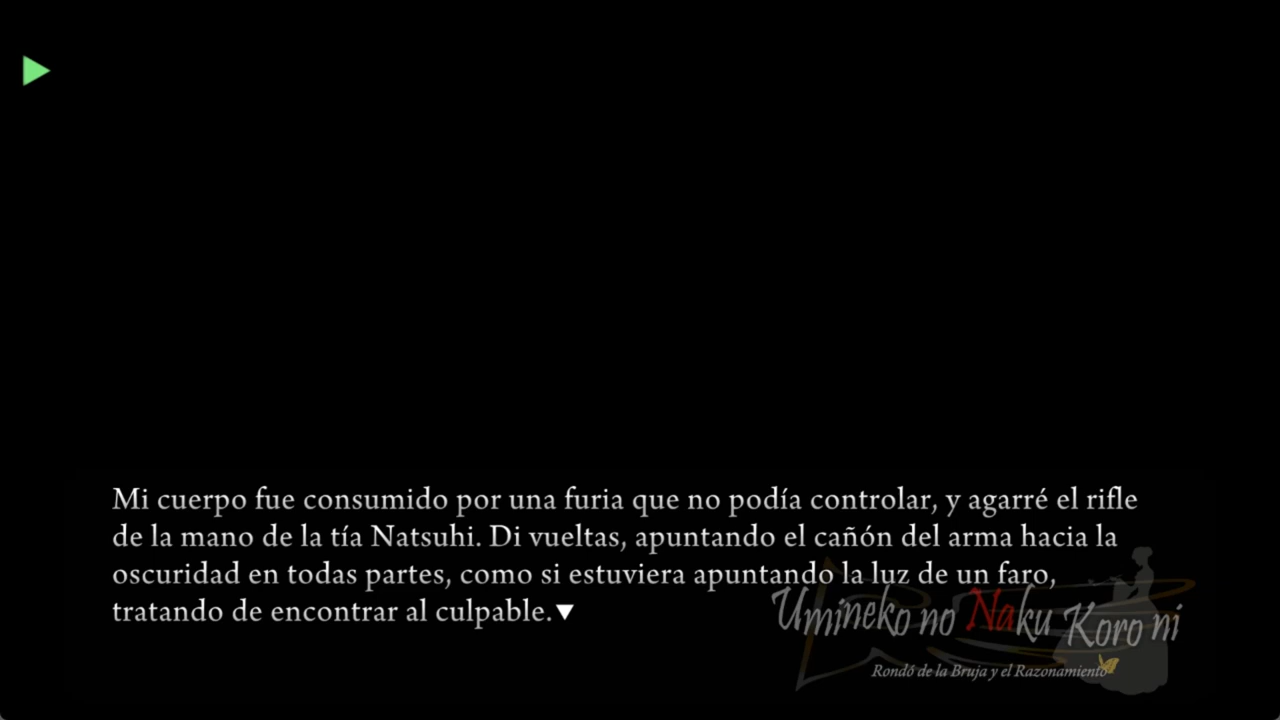 Mi cuerpo fue consumido por una furia que no podía controlar, y agarré el rifle
de la mano de la tía Natsuhi. Di vueltas, apuntando el cañón del arma hacia la
oscuridad en todas partes, como si estuviera apuntando la luz de un faro,
tratando de encontrar al culpable.
Umineko no Naku Koro ni
Rondó de la Bruja y el Razonamiento